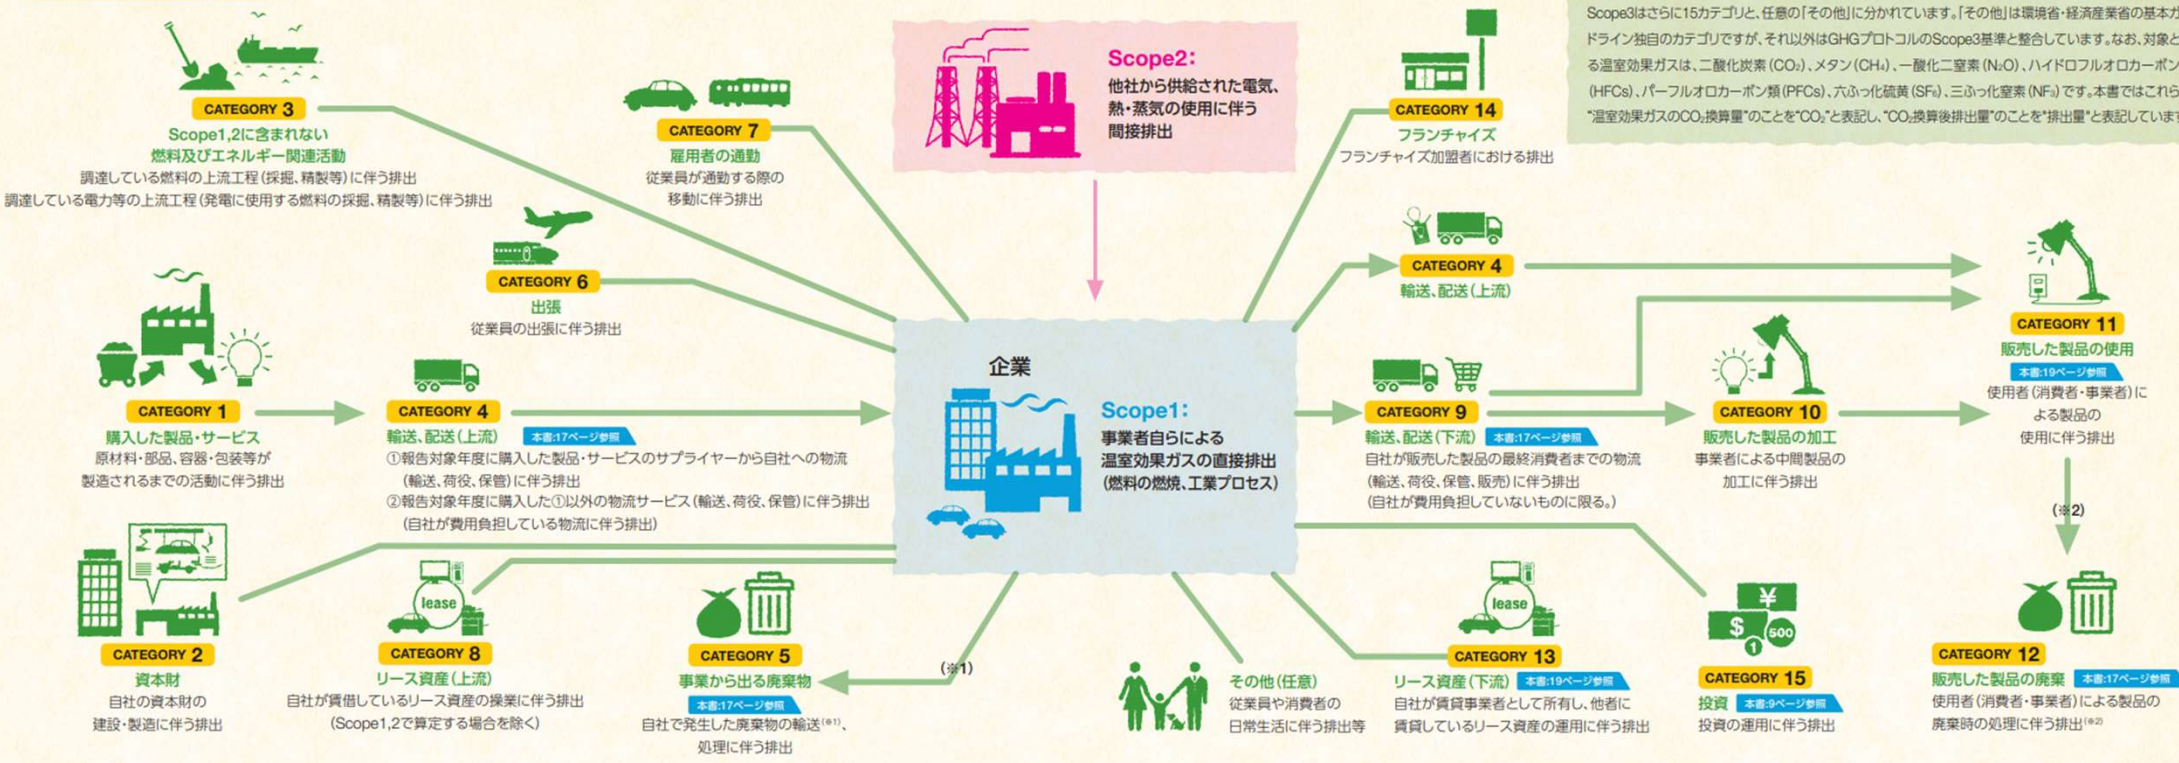 Scope3はさらに15カテゴリと、任意の「その他」に分かれています。「その他」は環境省・経済産業省の基本ガ
ドライン独自のカテゴリですが、それ以外はGHGプロトコルのScope3基準と整合しています。なお、対象と
る温室効果ガスは、二酸化炭素(CO₂)、メタン(CH₄)、一酸化二窒素(N₂O)、ハイドロフルオロカーボン
(HFCs)、パーフルオロカーボン類(PFCs)、六ふっ化硫黄(SF₆)、三ふっ化窒素(NF₃)です。本書ではこれら
“温室効果ガスのCO₂換算量”のことを“CO₂”と表記し、“CO₂換算後排出量”のことを“排出量”と表記しています
CATEGORY 3
Scope1,2に含まれない
燃料及びエネルギー関連活動
調達している燃料の上流工程(採掘、精製等)に伴う排出
調達している電力等の上流工程(発電に使用する燃料の採掘、精製等)に伴う排出
CATEGORY 7
雇用者の通勤
従業員が通勤する際の
移動に伴う排出
Scope2:
他社から供給された電気、
熱・蒸気の使用に伴う
間接排出
CATEGORY 14
フランチャイズ
フランチャイズ加盟者における排出
CATEGORY 6
出張
従業員の出張に伴う排出
CATEGORY 4
輸送、配送(上流)
CATEGORY 11
販売した製品の使用
本書:19ページ参照
使用者(消費者・事業者)に
よる製品の
使用に伴う排出
CATEGORY 1
購入した製品・サービス
原材料・部品、容器・包装等が
製造されるまでの活動に伴う排出
CATEGORY 4
輸送、配送(上流) 本書:17ページ参照
①報告対象年度に購入した製品・サービスのサプライヤーから自社への物流
(輸送、荷役、保管)に伴う排出
②報告対象年度に購入した①以外の物流サービス(輸送、荷役、保管)に伴う排出
(自社が費用負担している物流に伴う排出)
企業
Scope1:
事業者自らによる
温室効果ガスの直接排出
(燃料の燃焼、工業プロセス)
CATEGORY 9
輸送、配送(下流) 本書:17ページ参照
自社が販売した製品の最終消費者までの物流
(輸送、荷役、保管、販売)に伴う排出
(自社が費用負担していないものに限る。)
CATEGORY 10
販売した製品の加工
事業者による中間製品の
加工に伴う排出
(※2)
CATEGORY 2
資本財
自社の資本財の
建設・製造に伴う排出
lease
CATEGORY 8
リース資産(上流)
自社が賃借しているリース資産の操業に伴う排出
(Scope1,2で算定する場合を除く)
CATEGORY 5
事業から出る廃棄物
本書:17ページ参照
自社で発生した廃棄物の輸送(※1)、
処理に伴う排出
(※1)
その他(任意)
従業員や消費者の
日常生活に伴う排出等
lease
CATEGORY 13
リース資産(下流) 本書:19ページ参照
自社が賃貸事業者として所有し、他者に
賃貸しているリース資産の運用に伴う排出
¥
$
500
1
CATEGORY 15
投資 本書:9ページ参照
投資の運用に伴う排出
CATEGORY 12
販売した製品の廃棄 本書:17ページ参照
使用者(消費者・事業者)による製品の
廃棄時の処理に伴う排出(※2)